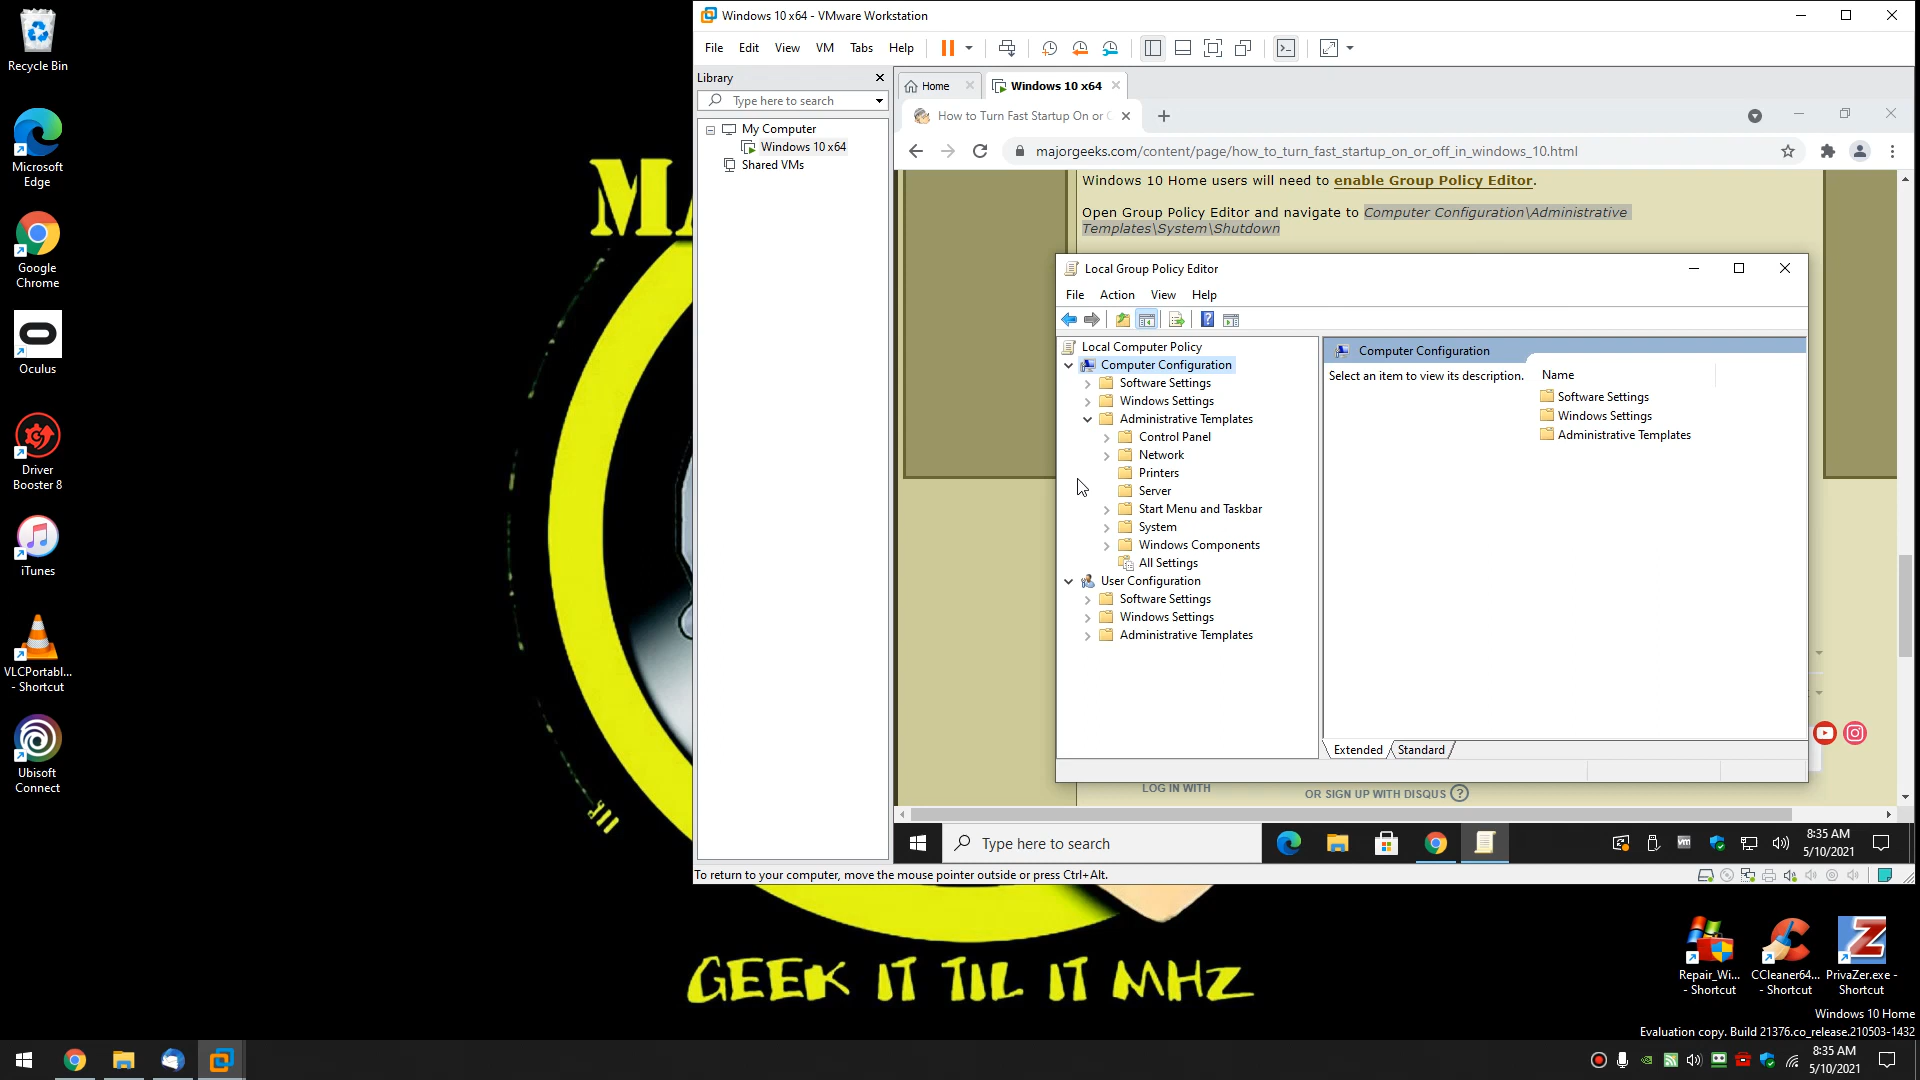 Recycle Bin
Microsoft
Edge
Google
Chrome
Oculus
Driver
Booster 8
iTunes
VLCPortabl...
- Shortcut
Ubisoft
Connect
MA
GEEK IT TIL IT MHZ
Windows 10 x64 - VMware Workstation
File Edit View VM Tabs Help
Library
Type here to search
My Computer
Windows 10 x64
Shared VMs
Home
Windows 10 x64
How to Turn Fast Startup On or
majorgeeks.com/content/page/how_to_turn_fast_startup_on_or_off_in_windows_10.html
Windows 10 Home users will need to enable Group Policy Editor.
Open Group Policy Editor and navigate to Computer Configuration\Administrative
Templates\System\Shutdown
Local Group Policy Editor
File Action View Help
Local Computer Policy
Computer Configuration
Software Settings
Windows Settings
Administrative Templates
Control Panel
Network
Printers
Server
Start Menu and Taskbar
System
Windows Components
All Settings
User Configuration
Software Settings
Windows Settings
Administrative Templates
Computer Configuration
Select an item to view its description.
Name
Software Settings
Windows Settings
Administrative Templates
Extended
Standard
LOG IN WITH
OR SIGN UP WITH DISQUS ?
Type here to search
8:35 AM
5/10/2021
To return to your computer, move the mouse pointer outside or press Ctrl+Alt.
Repair_Wi...
- Shortcut
CCleaner64...
- Shortcut
PrivaZer.exe -
Shortcut
Windows 10 Home
Evaluation copy. Build 21376.co_release.210503-1432
8:35 AM
5/10/2021